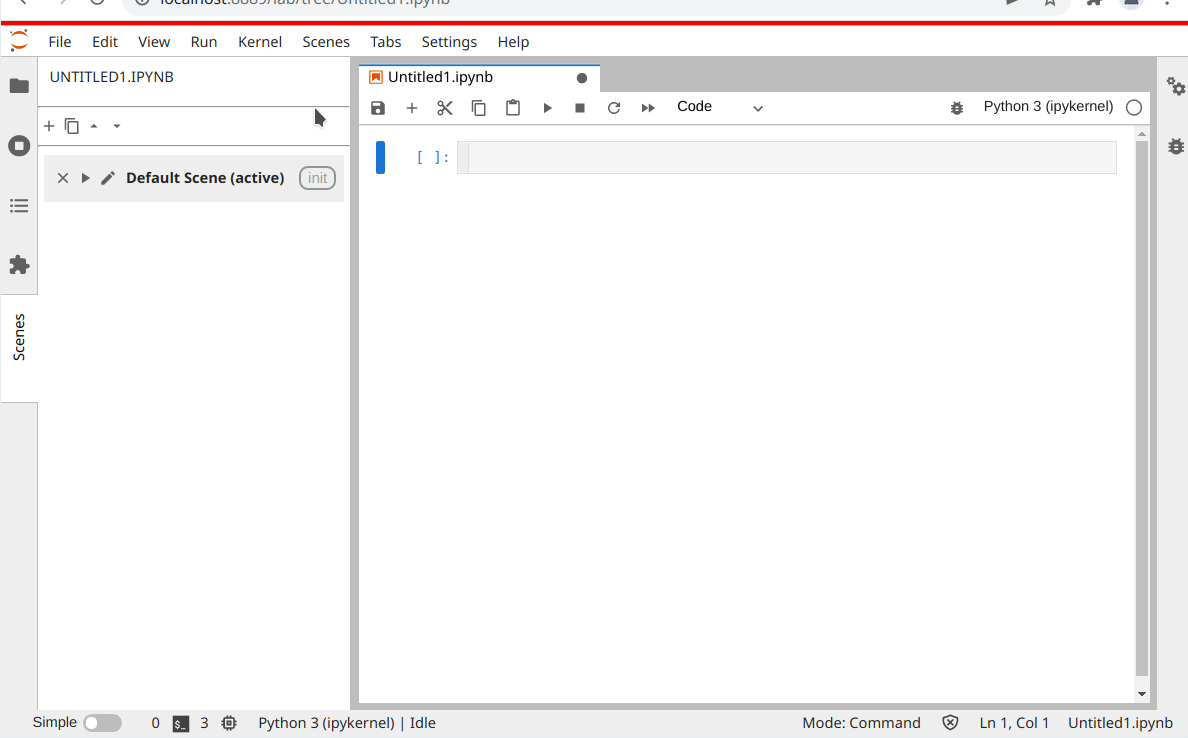 localhost:8889/lab/tree/Untitled1.ipynb
File Edit View Run Kernel Scenes Tabs Settings Help
UNTITLED1.IPYNB
Untitled1.ipynb
Code
Python 3 (ipykernel)
Default Scene (active) init
[ ]:
Scenes
Simple 0 $_ 3 Python 3 (ipykernel) | Idle Mode: Command Ln 1, Col 1 Untitled1.ipynb